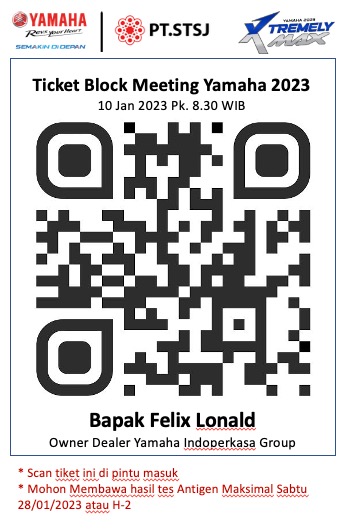 YAMAHA
Revs Your Heart
SEMAKIN DI DEPAN
PT.STSJ
YAMAHA 2023
XTREMELY
MAX
Ticket Block Meeting Yamaha 2023
10 Jan 2023 Pk. 8.30 WIB
Bapak Felix Lonald
Owner Dealer Yamaha Indoperkasa Group
* Scan tiket ini di pintu masuk
* Mohon Membawa hasil tes Antigen Maksimal Sabtu
28/01/2023 atau H-2